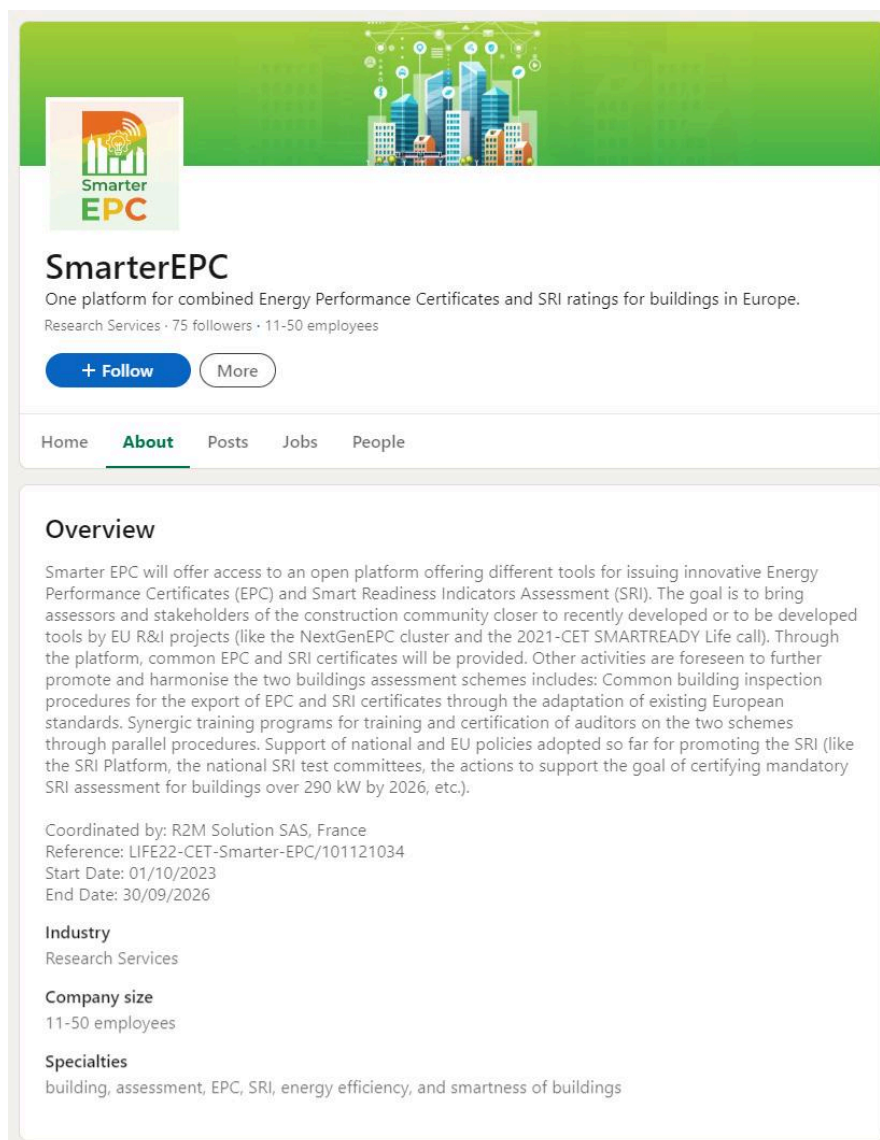 Smarter
EPC
SmarterEPC
One platform for combined Energy Performance Certificates and SRI ratings for buildings in Europe.
Research Services · 75 followers · 11-50 employees
+ Follow
More
Home About Posts Jobs People
Overview
Smarter EPC will offer access to an open platform offering different tools for issuing innovative Energy
Performance Certificates (EPC) and Smart Readiness Indicators Assessment (SRI). The goal is to bring
assessors and stakeholders of the construction community closer to recently developed or to be developed
tools by EU R&I projects (like the NextGenEPC cluster and the 2021-CET SMARTREADY Life call). Through
the platform, common EPC and SRI certificates will be provided. Other activities are foreseen to further
promote and harmonise the two buildings assessment schemes includes: Common building inspection
procedures for the export of EPC and SRI certificates through the adaptation of existing European
standards. Synergic training programs for training and certification of auditors on the two schemes
through parallel procedures. Support of national and EU policies adopted so far for promoting the SRI (like
the SRI Platform, the national SRI test committees, the actions to support the goal of certifying mandatory
SRI assessment for buildings over 290 kW by 2026, etc.).
Coordinated by: R2M Solution SAS, France
Reference: LIFE22-CET-Smarter-EPC/101121034
Start Date: 01/10/2023
End Date: 30/09/2026
Industry
Research Services
Company size
11-50 employees
Specialties
building, assessment, EPC, SRI, energy efficiency, and smartness of buildings